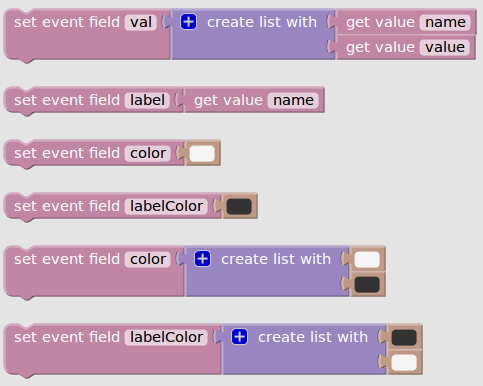 set event field val + create list with get value name
get value value
set event field label get value name
set event field color
set event field labelColor
set event field color + create list with
set event field labelColor + create list with